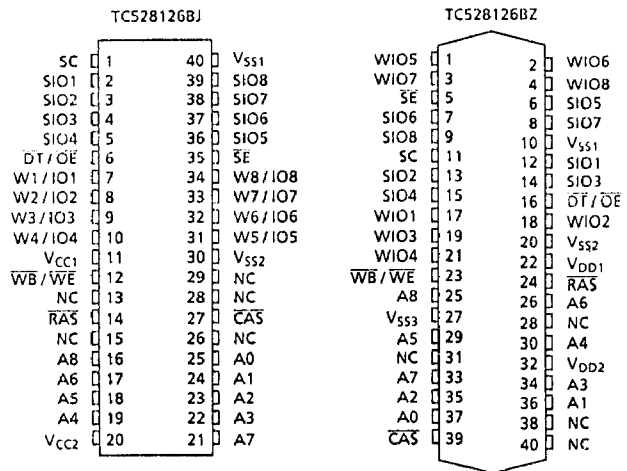 TC528126BJ
SC 1 40 VSS1
SIO1 2 39 SIO8
SIO2 3 38 SIO7
SIO3 4 37 SIO6
SIO4 5 36 SIO5
DT/OE 6 35 SE
W1/IO1 7 34 W8/IO8
W2/IO2 8 33 W7/IO7
W3/IO3 9 32 W6/IO6
W4/IO4 10 31 W5/IO5
VCC1 11 30 VSS2
WB/WE 12 29 NC
NC 13 28 NC
RAS 14 27 CAS
NC 15 26 NC
A8 16 25 A0
A6 17 24 A1
A5 18 23 A2
A4 19 22 A3
VCC2 20 21 A7
TC528126BZ
WIO5 1
2 WIO6
WIO7 3
4 WIO8
SE 5
6 SIO5
SIO6 7
8 SIO7
SIO8 9
10 VSS1
SC 11
12 SIO1
SIO2 13
14 SIO3
SIO4 15
16 DT/OE
WIO1 17
18 WIO2
WIO3 19
20 VSS2
WIO4 21
22 VDD1
WB/WE 23
24 RAS
A8 25
26 A6
VSS3 27
28 NC
A5 29
30 A4
NC 31
32 VDD2
A7 33
34 A3
A2 35
36 A1
A0 37
38 NC
CAS 39
40 NC